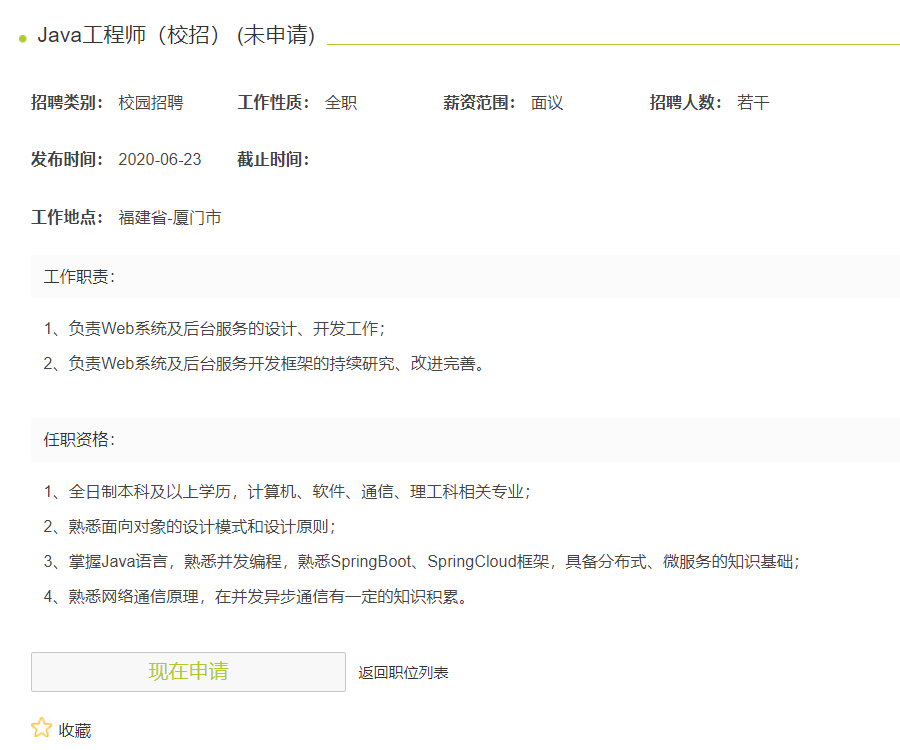 Java工程师（校招） (未申请)
招聘类别： 校园招聘 工作性质： 全职 薪资范围： 面议 招聘人数： 若干
发布时间： 2020-06-23 截止时间：
工作地点： 福建省-厦门市
工作职责：
1、负责Web系统及后台服务的设计、开发工作；
2、负责Web系统及后台服务开发框架的持续研究、改进完善。
任职资格：
1、全日制本科及以上学历，计算机、软件、通信、理工科相关专业；
2、熟悉面向对象的设计模式和设计原则；
3、掌握Java语言，熟悉并发编程，熟悉SpringBoot、SpringCloud框架，具备分布式、微服务的知识基础；
4、熟悉网络通信原理，在并发异步通信有一定的知识积累。
现在申请 返回职位列表
收藏